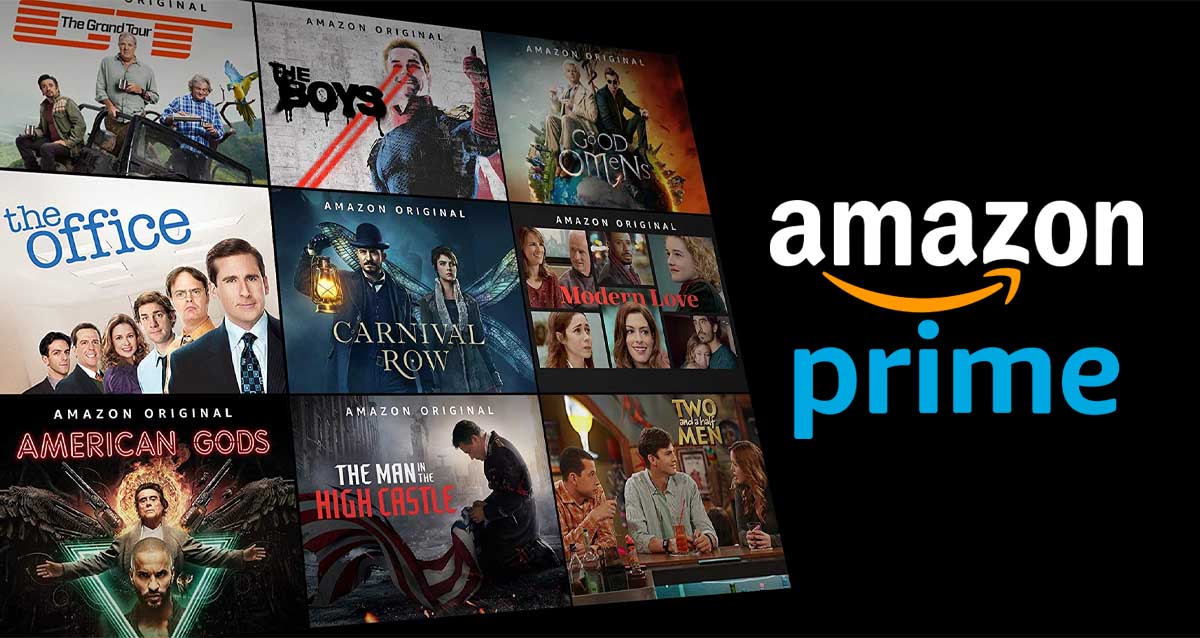 ORIGINAL
GT
The Grand Tour
AMAZON ORIGINAL
THE
BOYS
AMAZON ORIGINAL
GOOD
OMENS
the
office
AMAZON ORIGINAL
CARNIVAL
ROW
AMAZON ORIGINAL
Modern Love
AMAZON ORIGINAL
AMERICAN GODS
AMAZON ORIGINAL
THE MAN IN THE
HIGH CASTLE
TWO
and a half
MEN
amazon
prime